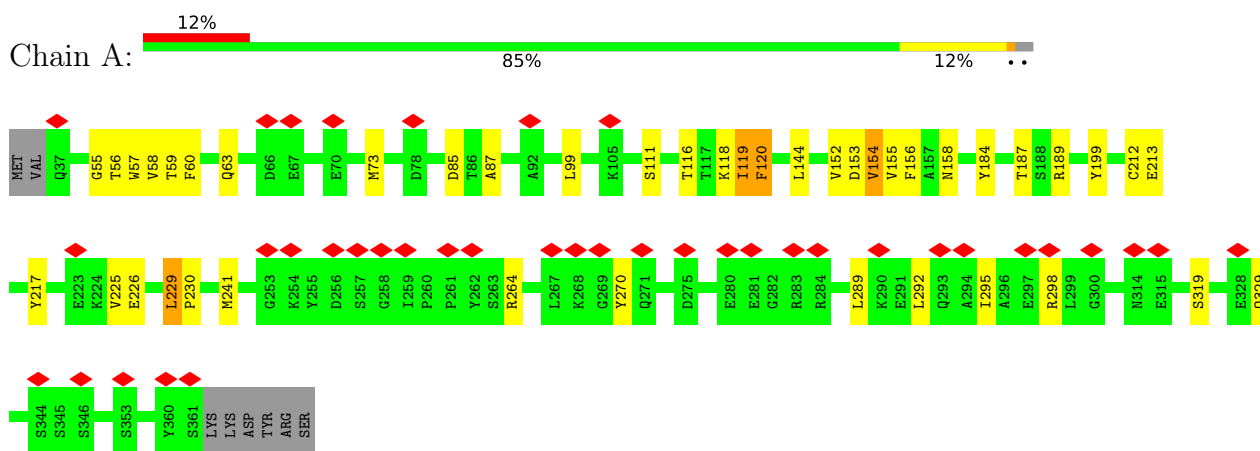 12%
Chain A:
85% 12% • •
MET VAL Q37 G55 T56 W57 V58 T59 F60 Q63 D66 E67 E70 M73 D78 D85 T86 A87 A92 L99 K105 S111 T116 T117 K118 I119 F120 L144 V152 D153 V154 V155 F156 A157 N158 Y184 T187 S188 R189 Y199 C212 E213
Y217 E223 K224 V225 E226 L229 P230 M241 G253 K254 Y255 D256 S257 G258 I259 P260 P261 Y262 S263 R264 L267 K268 G269 Y270 Q271 D275 E280 E281 G282 R283 R284 L289 K290 E291 L292 Q293 A294 I295 A296 E297 R298 L299 G300 N314 E315 S319 E328
S344 S345 S346 S353 Y360 S361 LYS LYS ASP TYR ARG SER